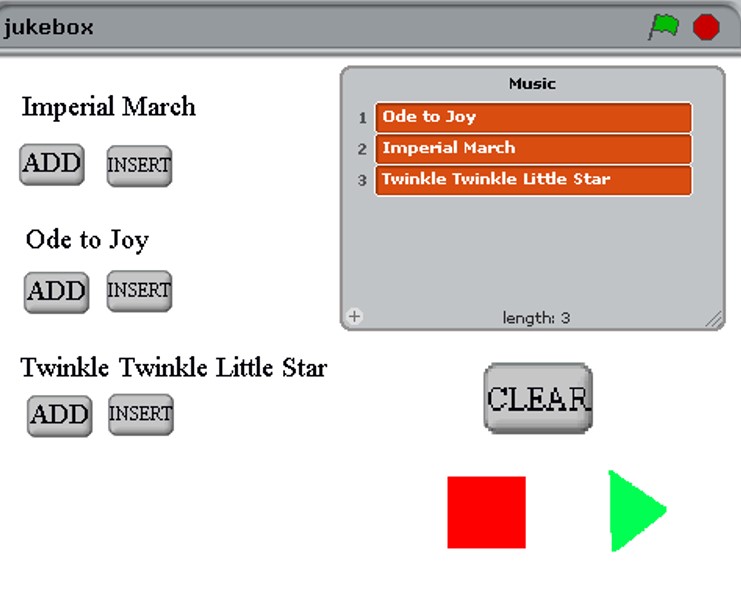 jukebox
Imperial March
ADD INSERT
Ode to Joy
ADD INSERT
Twinkle Twinkle Little Star
ADD INSERT
Music
1 Ode to Joy
2 Imperial March
3 Twinkle Twinkle Little Star
+ length: 3
CLEAR